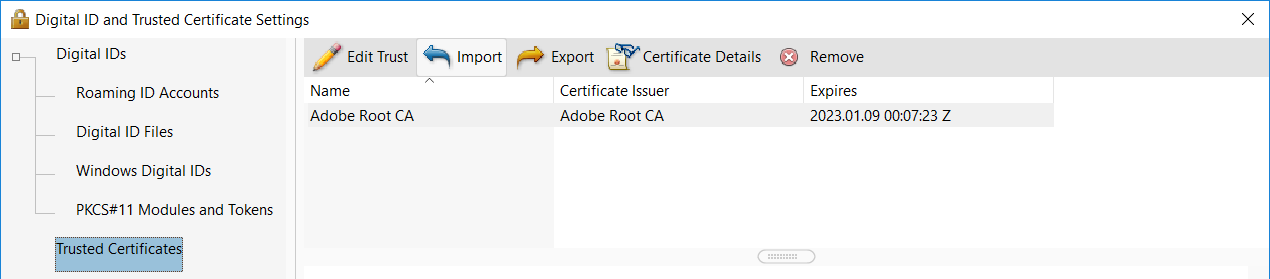 Digital ID and Trusted Certificate Settings
Digital IDs
Roaming ID Accounts
Digital ID Files
Windows Digital IDs
PKCS#11 Modules and Tokens
Trusted Certificates
Edit Trust Import Export Certificate Details Remove
Name Certificate Issuer Expires
Adobe Root CA Adobe Root CA 2023.01.09 00:07:23 Z